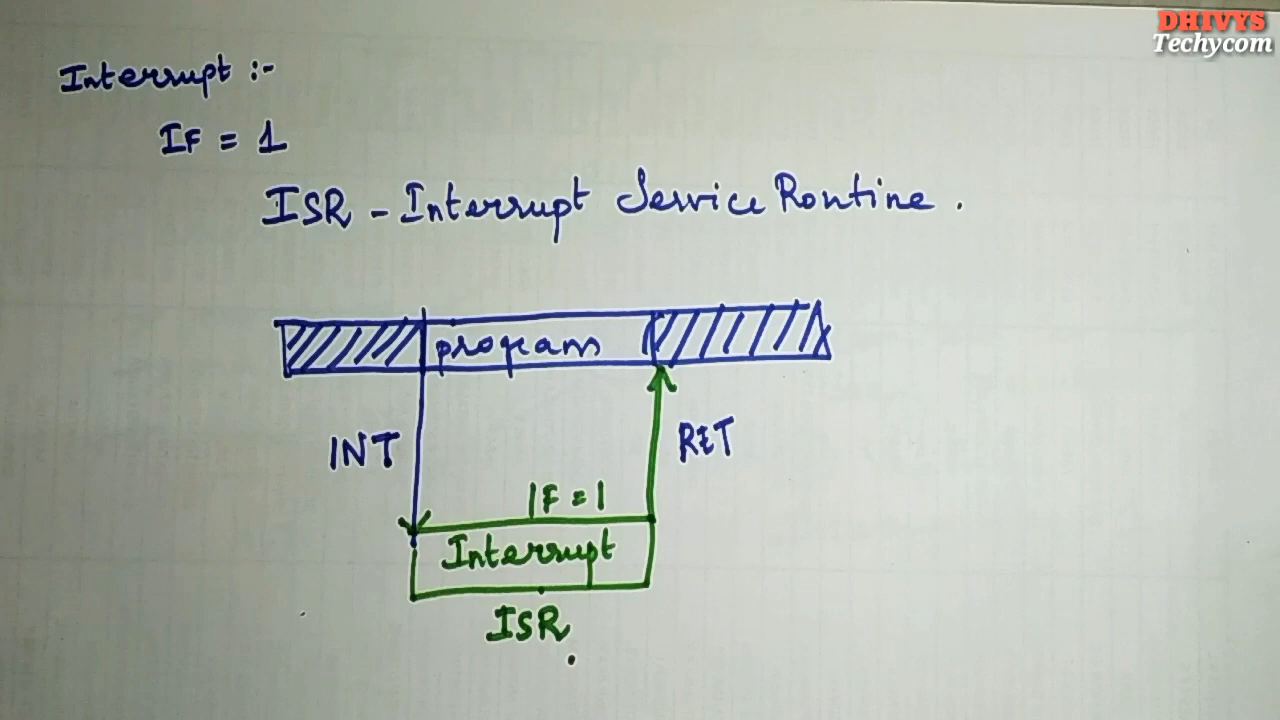 DHIVYS
Techycom
Interrupt :-
IF = 1
ISR - Interrupt Service Routine .
program
INT
RET
IF = 1
Interrupt
ISR